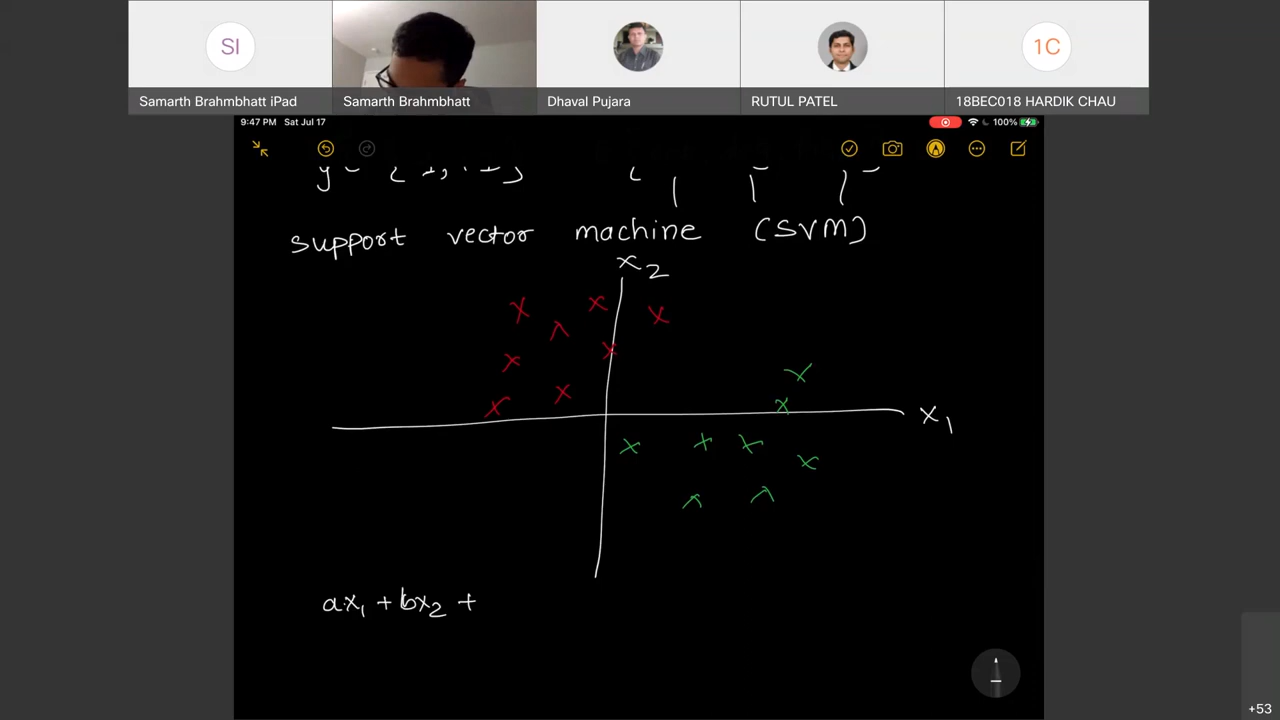 SI
1C
Samarth Brahmbhatt iPad
Samarth Brahmbhatt
Dhaval Pujara
RUTUL PATEL
18BEC018 HARDIK CHAU
9:47 PM Sat Jul 17
100%
support vector machine (SVM)
x2
x1
ax1 + bx2 +
+53